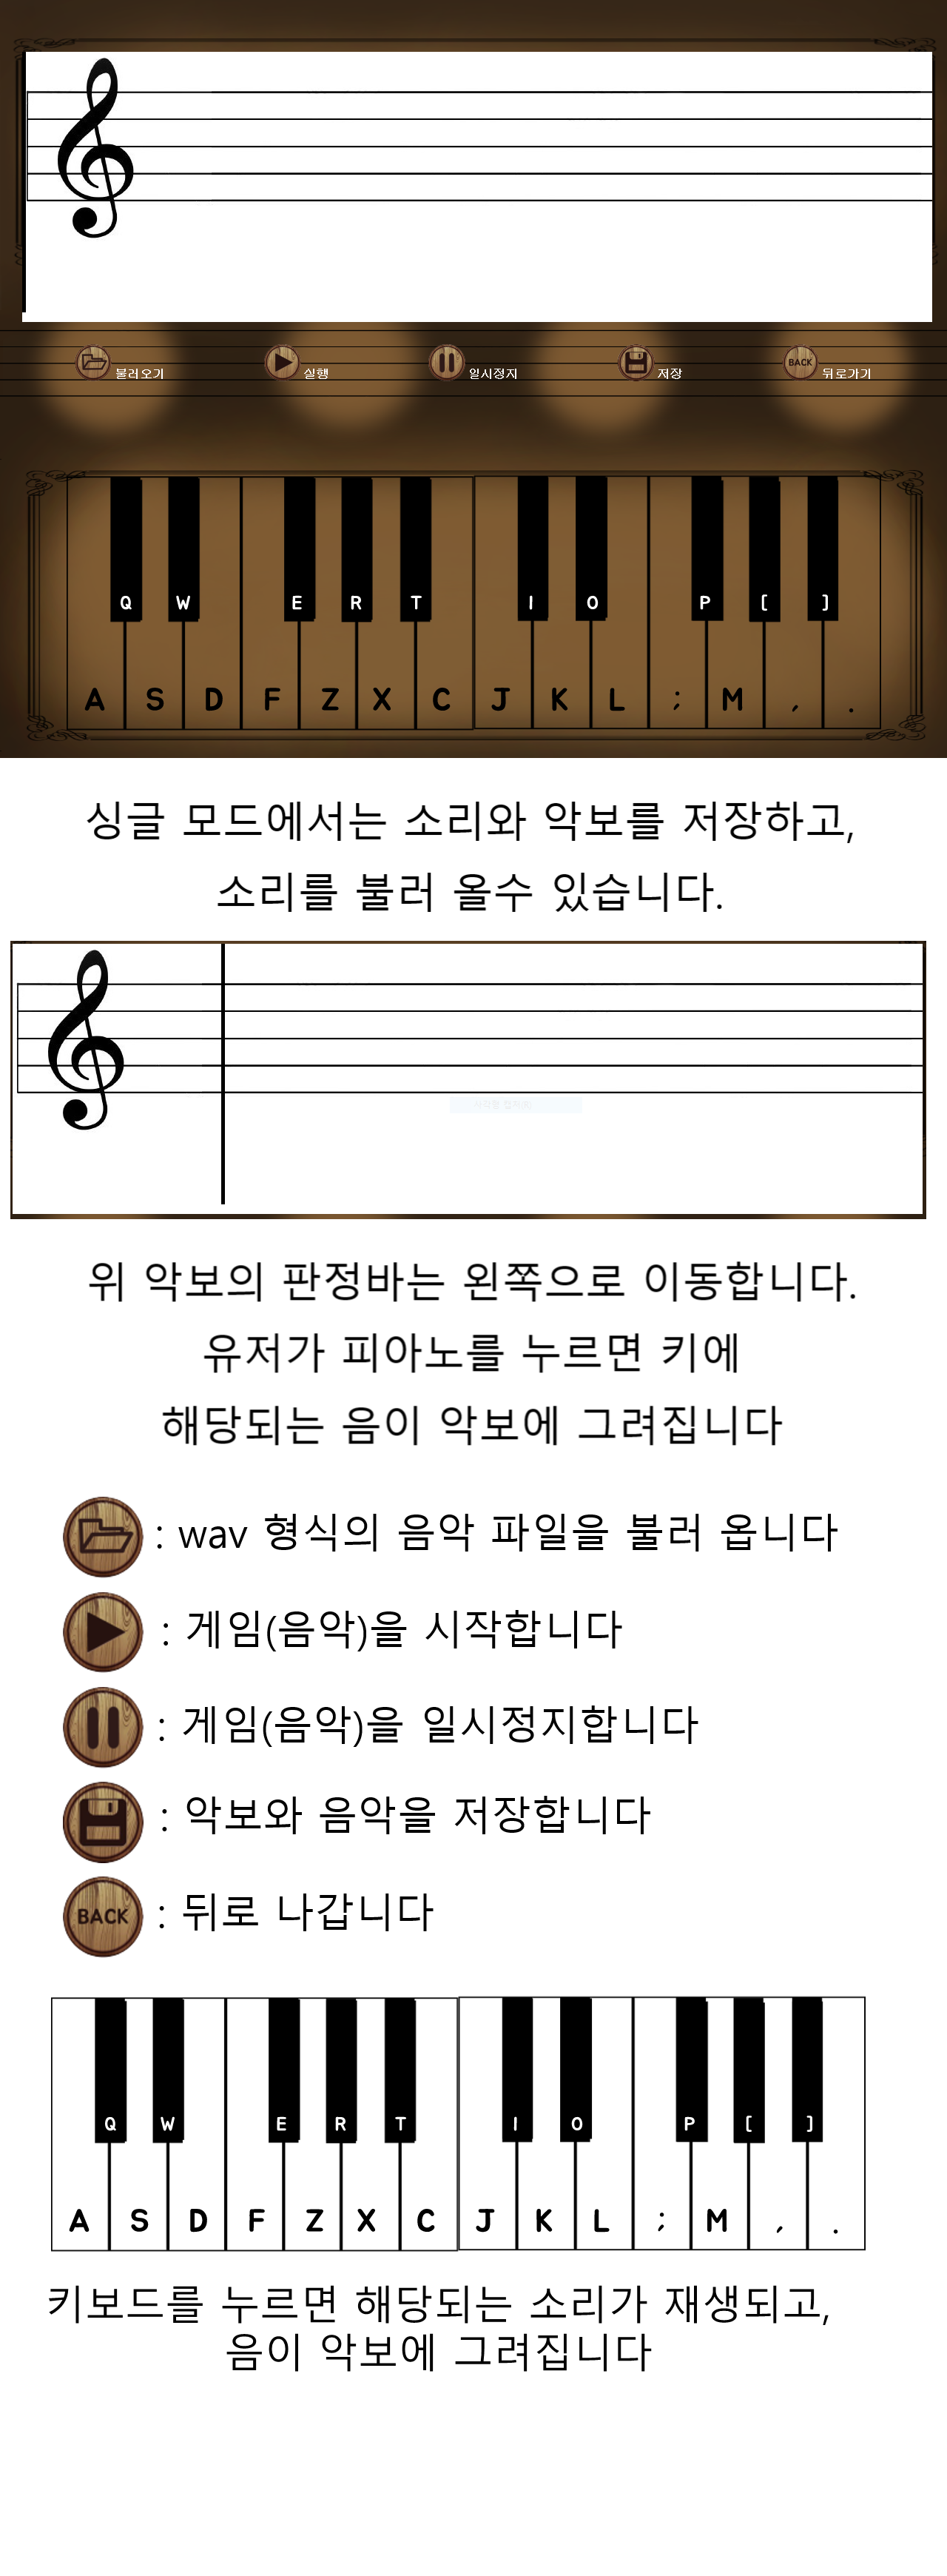 불러오기 실행 일시정지 저장 BACK 뒤로가기
Q W E R T I O P [ ]
A S D F Z X C J K L ; M , .
싱글 모드에서는 소리와 악보를 저장하고,
소리를 불러 올수 있습니다.
위 악보의 판정바는 왼쪽으로 이동합니다.
유저가 피아노를 누르면 키에
해당되는 음이 악보에 그려집니다
: wav 형식의 음악 파일을 불러 옵니다
: 게임(음악)을 시작합니다
: 게임(음악)을 일시정지합니다
: 악보와 음악을 저장합니다
BACK : 뒤로 나갑니다
Q W E R T I O P [ ]
A S D F Z X C J K L ; M , .
키보드를 누르면 해당되는 소리가 재생되고,
음이 악보에 그려집니다